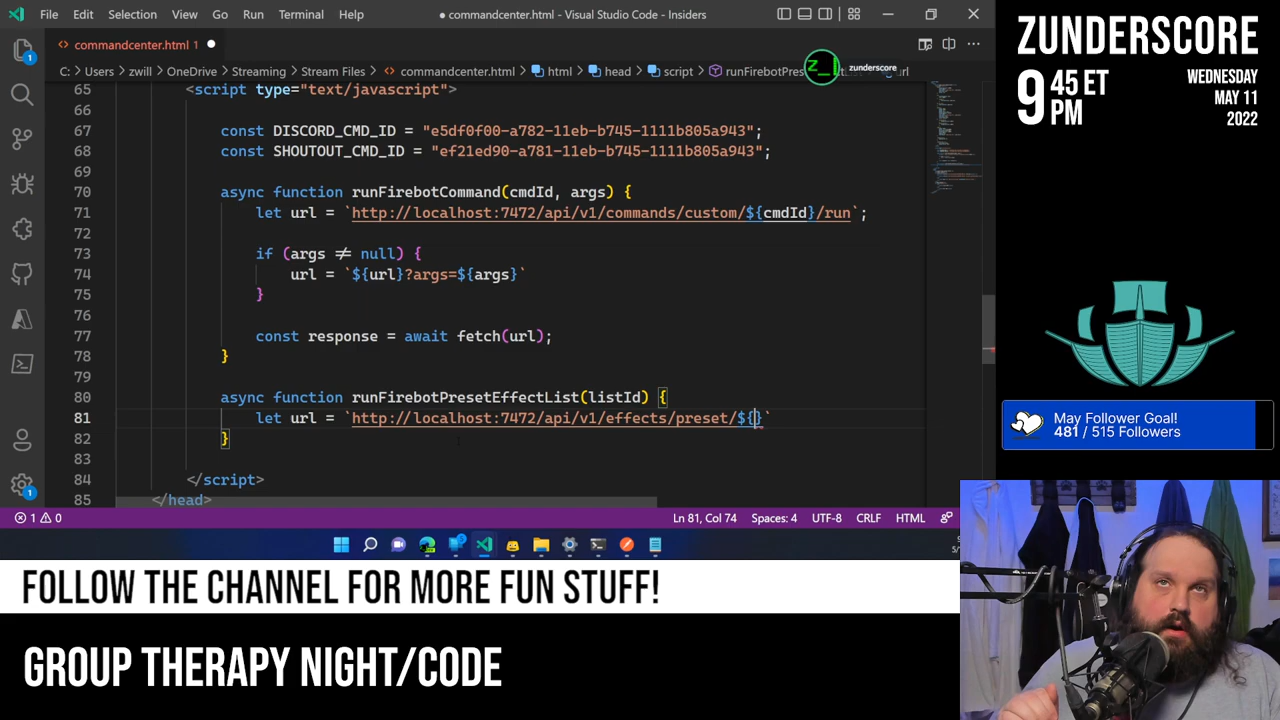 File Edit Selection View Go Run Terminal Help
● commandcenter.html - Visual Studio Code - Insiders
commandcenter.html 1 ●
C: > Users > zwill > OneDrive > Streaming > Stream Files > commandcenter.html > html > head > script >
z_ zunderscore
65 <script type="text/javascript">
66
67 const DISCORD_CMD_ID = "e5df0f00-a782-11eb-b745-1111b805a943";
68 const SHOUTOUT_CMD_ID = "ef21ed90-a781-11eb-b745-1111b805a943";
69
70 async function runFirebotCommand(cmdId, args) {
71 let url = `http://localhost:7472/api/v1/commands/custom/${cmdId}/run`;
72
73 if (args ≠ null) {
74 url = `${url}?args=${args}`
75 }
76
77 const response = await fetch(url);
78 }
79
80 async function runFirebotPresetEffectList(listId) {
81 let url = `http://localhost:7472/api/v1/effects/preset/${}`
82 }
83
84 </script>
85 </head>
1 0 Ln 81, Col 74 Spaces: 4 UTF-8 CRLF HTML
ZUNDERSCORE
9 45 ET
PM
WEDNESDAY
MAY 11
2022
May Follower Goal!
481 / 515 Followers
FOLLOW THE CHANNEL FOR MORE FUN STUFF!
GROUP THERAPY NIGHT/CODE